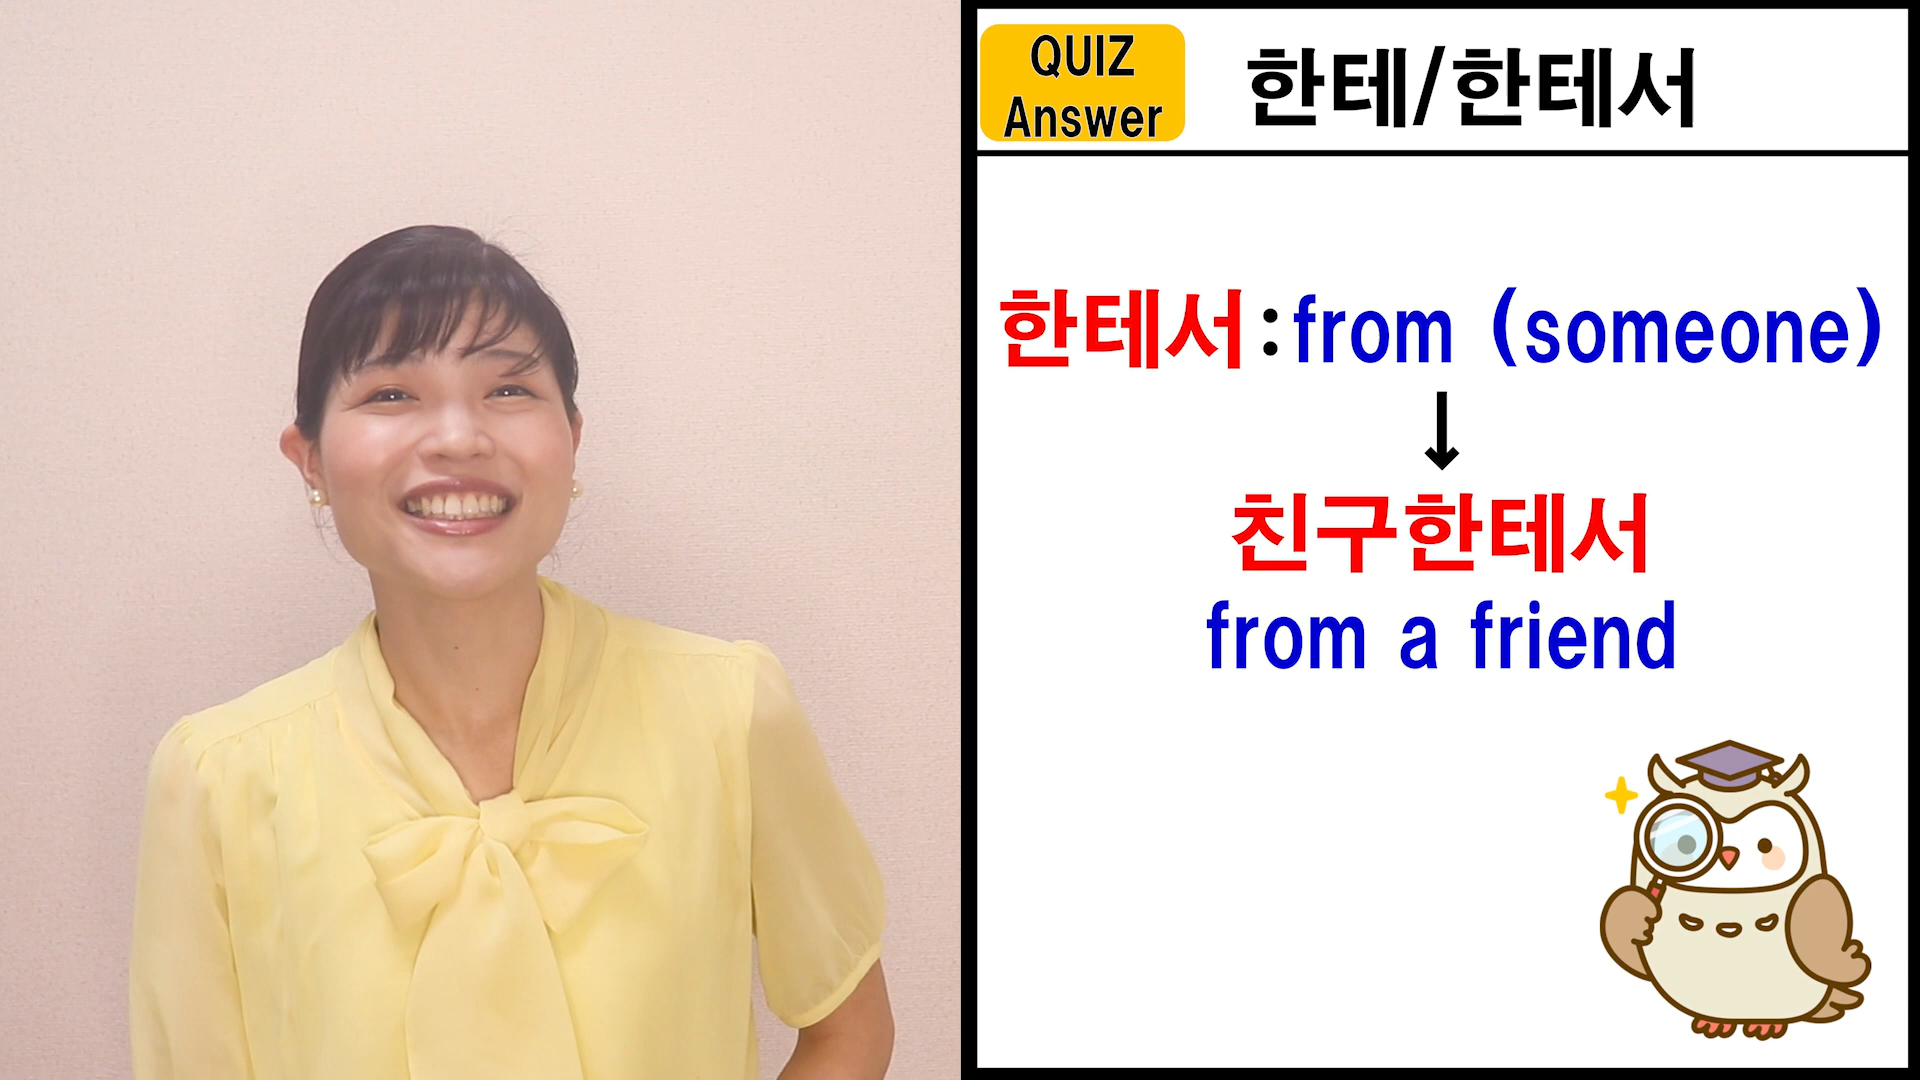 QUIZ
Answer
한테/한테서
한테서:from (someone)
↓
친구한테서
from a friend